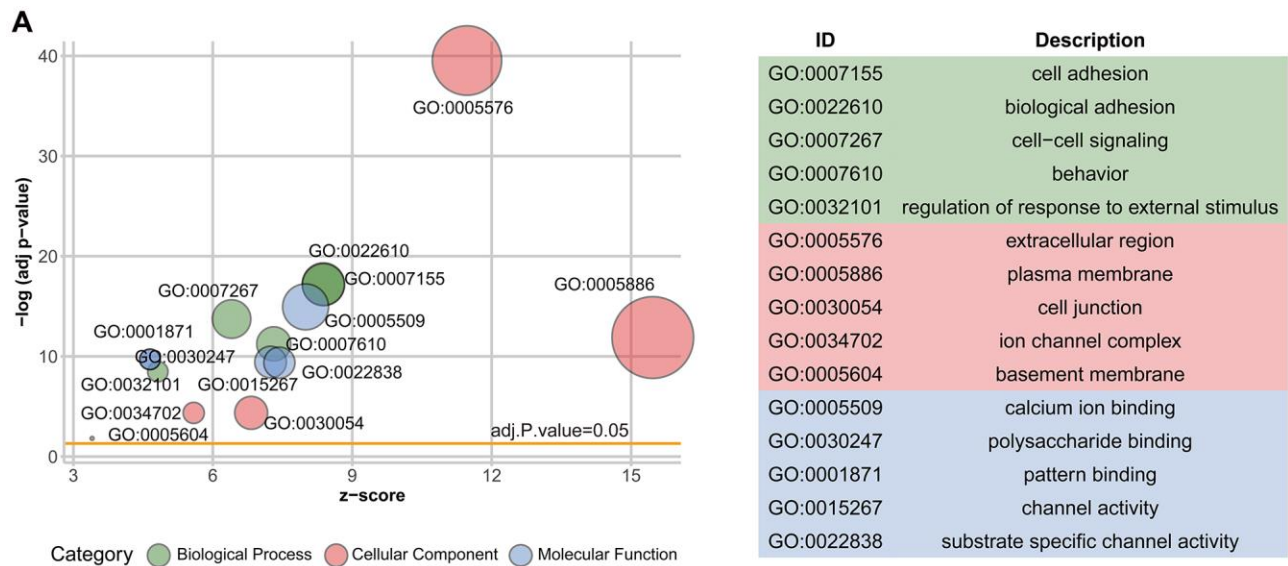 A
−log (adj p−value)
40
30
20
10
0
GO:0005576
GO:0022610
GO:0005886
GO:0007155
GO:0007267
GO:0005509
GO:0001871
GO:0007610
GO:0030247
GO:0022838
GO:0032101
GO:0015267
GO:0034702
GO:0030054
GO:0005604
adj.P.value=0.05
3 6 9 12 15
z−score
Category Biological Process Cellular Component Molecular Function
ID Description
GO:0007155 cell adhesion
GO:0022610 biological adhesion
GO:0007267 cell−cell signaling
GO:0007610 behavior
GO:0032101 regulation of response to external stimulus
GO:0005576 extracellular region
GO:0005886 plasma membrane
GO:0030054 cell junction
GO:0034702 ion channel complex
GO:0005604 basement membrane
GO:0005509 calcium ion binding
GO:0030247 polysaccharide binding
GO:0001871 pattern binding
GO:0015267 channel activity
GO:0022838 substrate specific channel activity